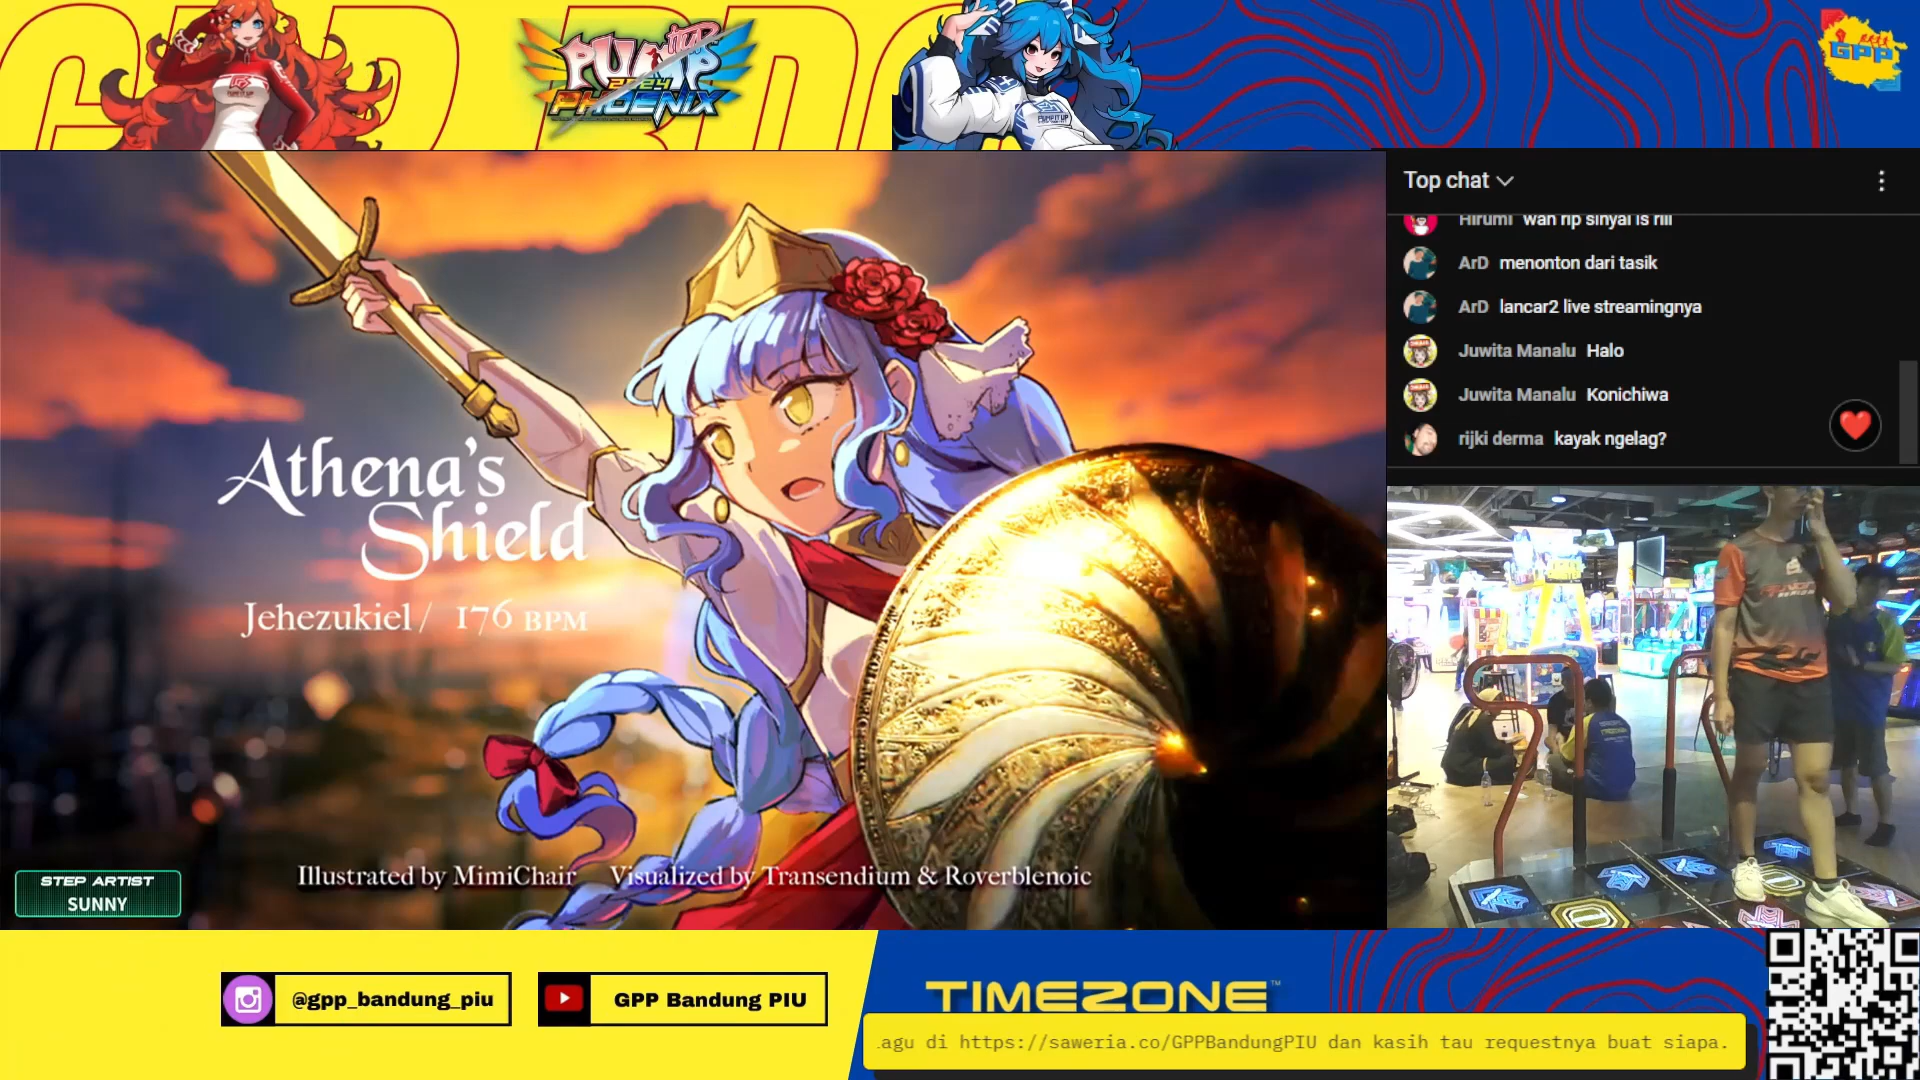 PUMP it UP
2024
PHOENIX
GPP
Top chat
Hirumi wah rip sinyal is riil
ArD menonton dari tasik
ArD lancar2 live streamingnya
Juwita Manalu Halo
Juwita Manalu Konichiwa
rijki derma kayak ngelag?
Athena's
Shield
Jehezukiel / 176 BPM
Illustrated by MimiChair Visualized by Transendium & Roverblenoic
STEP ARTIST
SUNNY
@gpp_bandung_piu
GPP Bandung PIU
TIMEZONE™
agu di https://saweria.co/GPPBandungPIU dan kasih tau requestnya buat siapa.